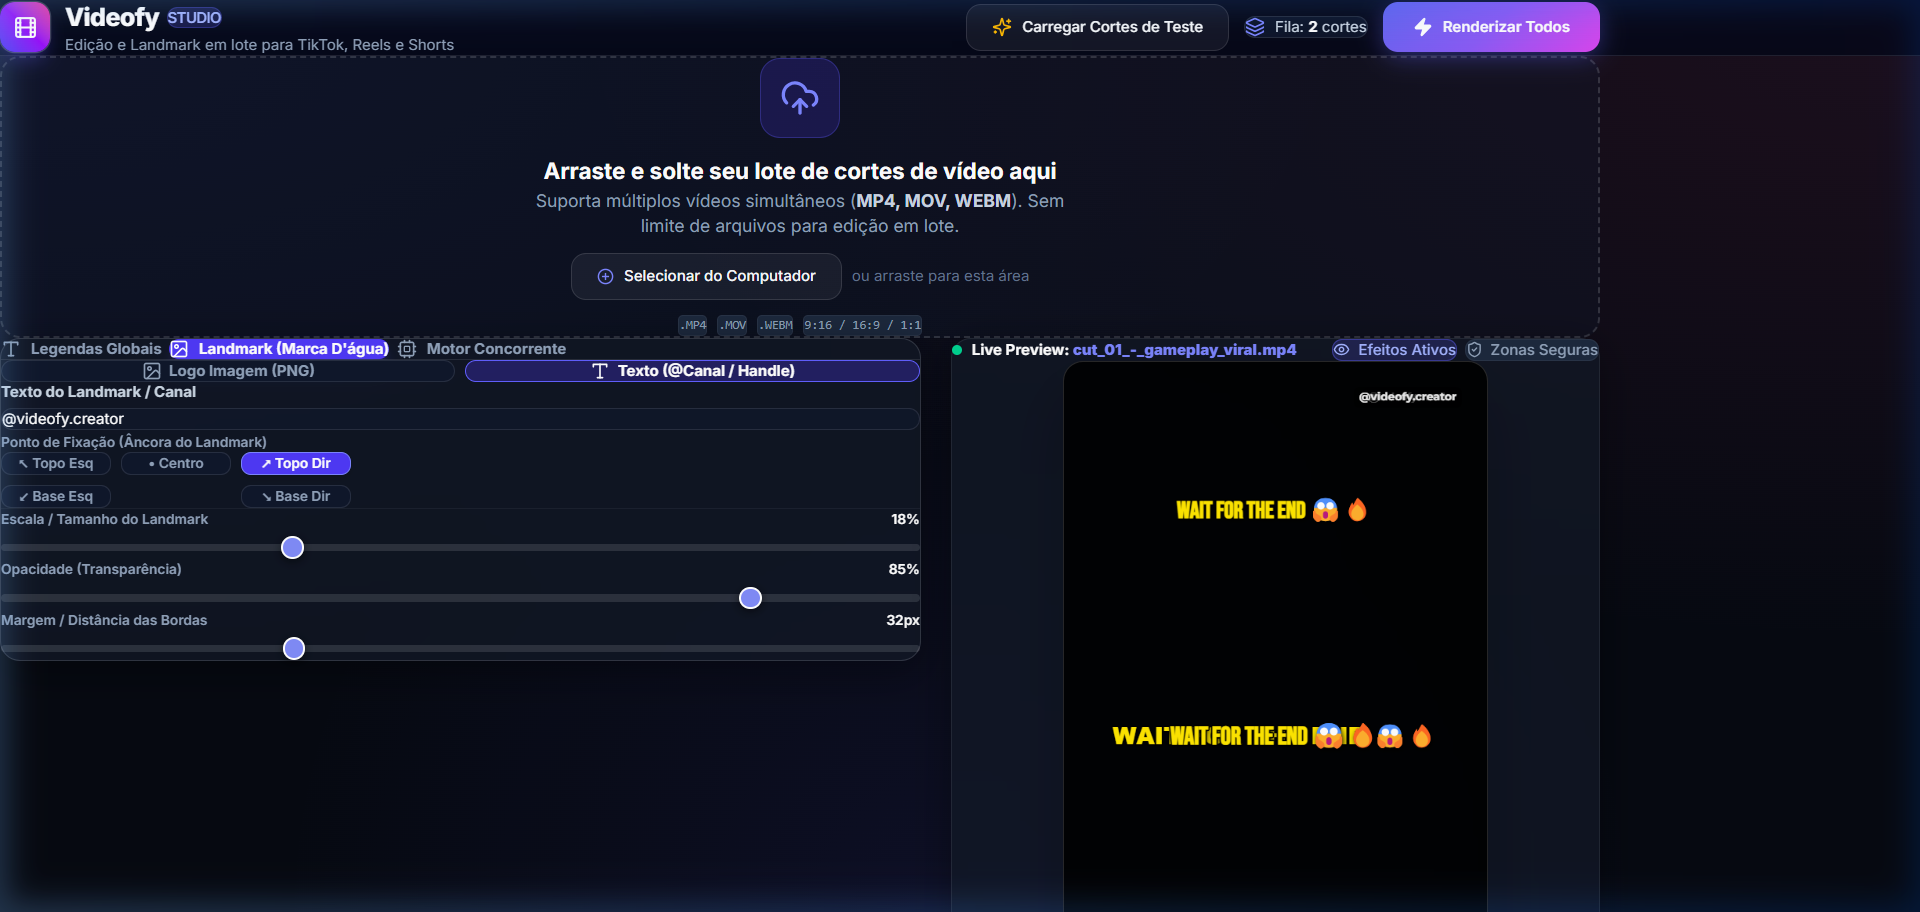 Videofy STUDIO
Edição e Landmark em lote para TikTok, Reels e Shorts
Carregar Cortes de Teste
Fila: 2 cortes
Renderizar Todos
Arraste e solte seu lote de cortes de vídeo aqui
Suporta múltiplos vídeos simultâneos (MP4, MOV, WEBM). Sem
limite de arquivos para edição em lote.
Selecionar do Computador
ou arraste para esta área
.MP4 .MOV .WEBM 9:16 / 16:9 / 1:1
Legendas Globais
Landmark (Marca D'água)
Motor Concorrente
Logo Imagem (PNG)
Texto (@Canal / Handle)
Texto do Landmark / Canal
@videofy.creator
Ponto de Fixação (Âncora do Landmark)
↖ Topo Esq
• Centro
↗ Topo Dir
↙ Base Esq
↘ Base Dir
Escala / Tamanho do Landmark 18%
Opacidade (Transparência) 85%
Margem / Distância das Bordas 32px
Live Preview: cut_01_-_gameplay_viral.mp4
Efeitos Ativos
Zonas Seguras
@videofy.creator
WAIT FOR THE END 😱 🔥
WAIT FOR THE END 😱 🔥 😱 🔥